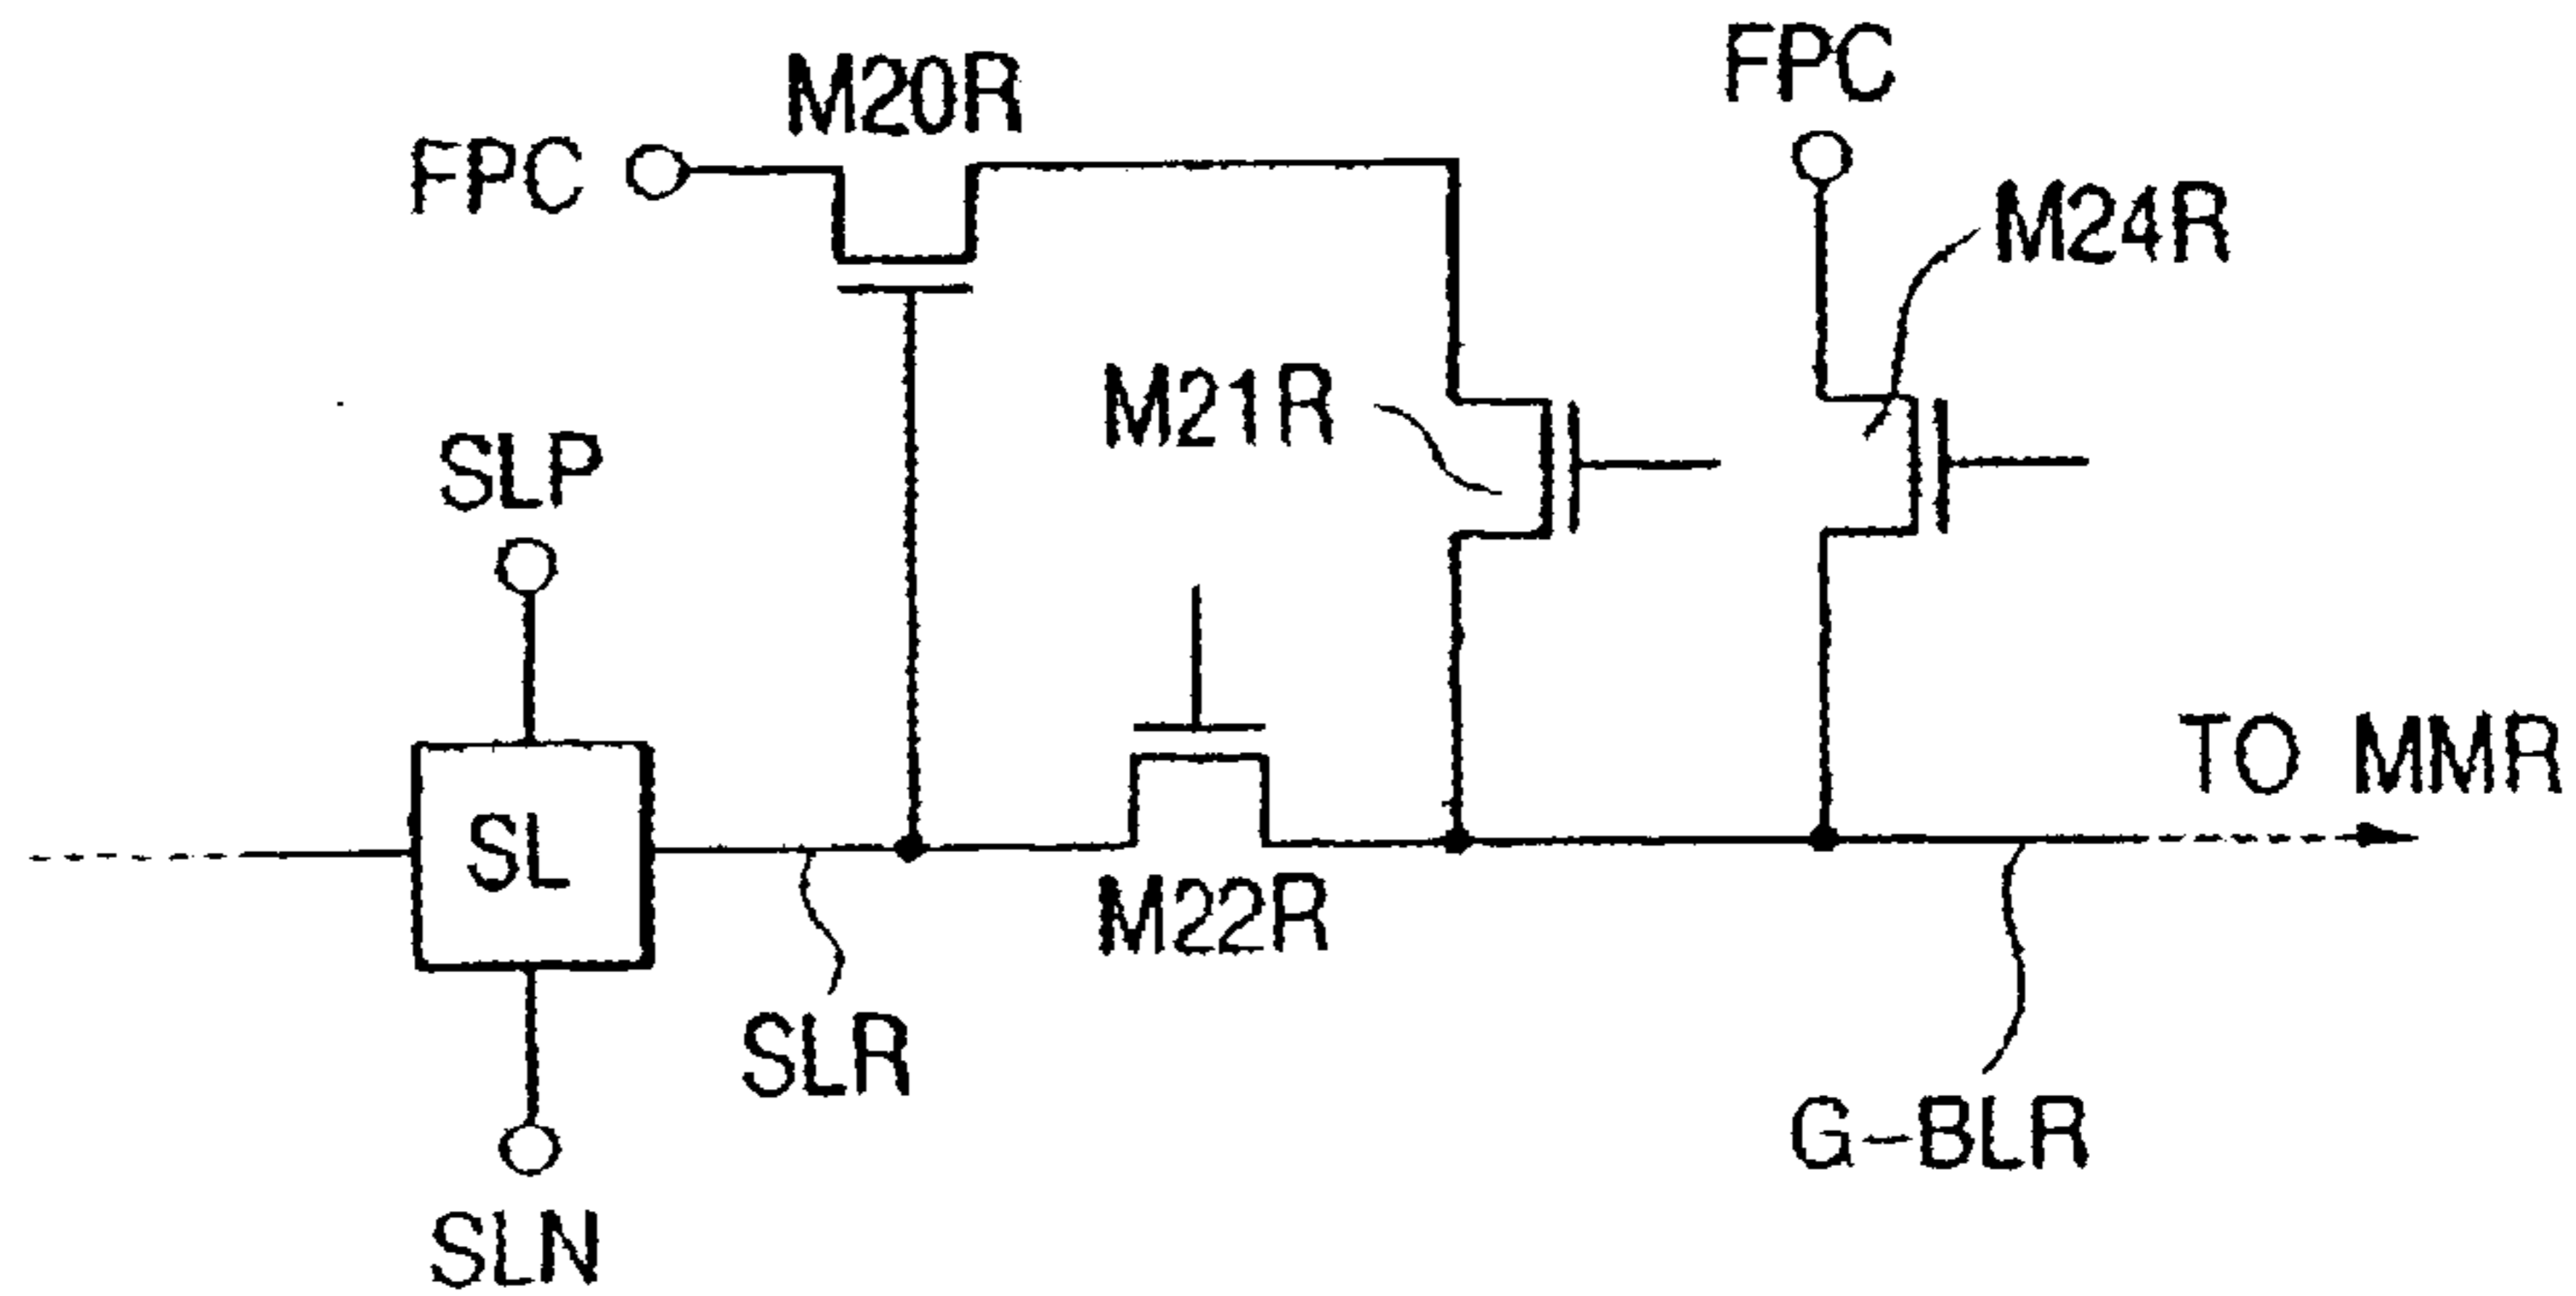 M20R
FPC
FPC
M24R
M21R
SLP
TO MMR
SL
M22R
SLR
G-BLR
SLN